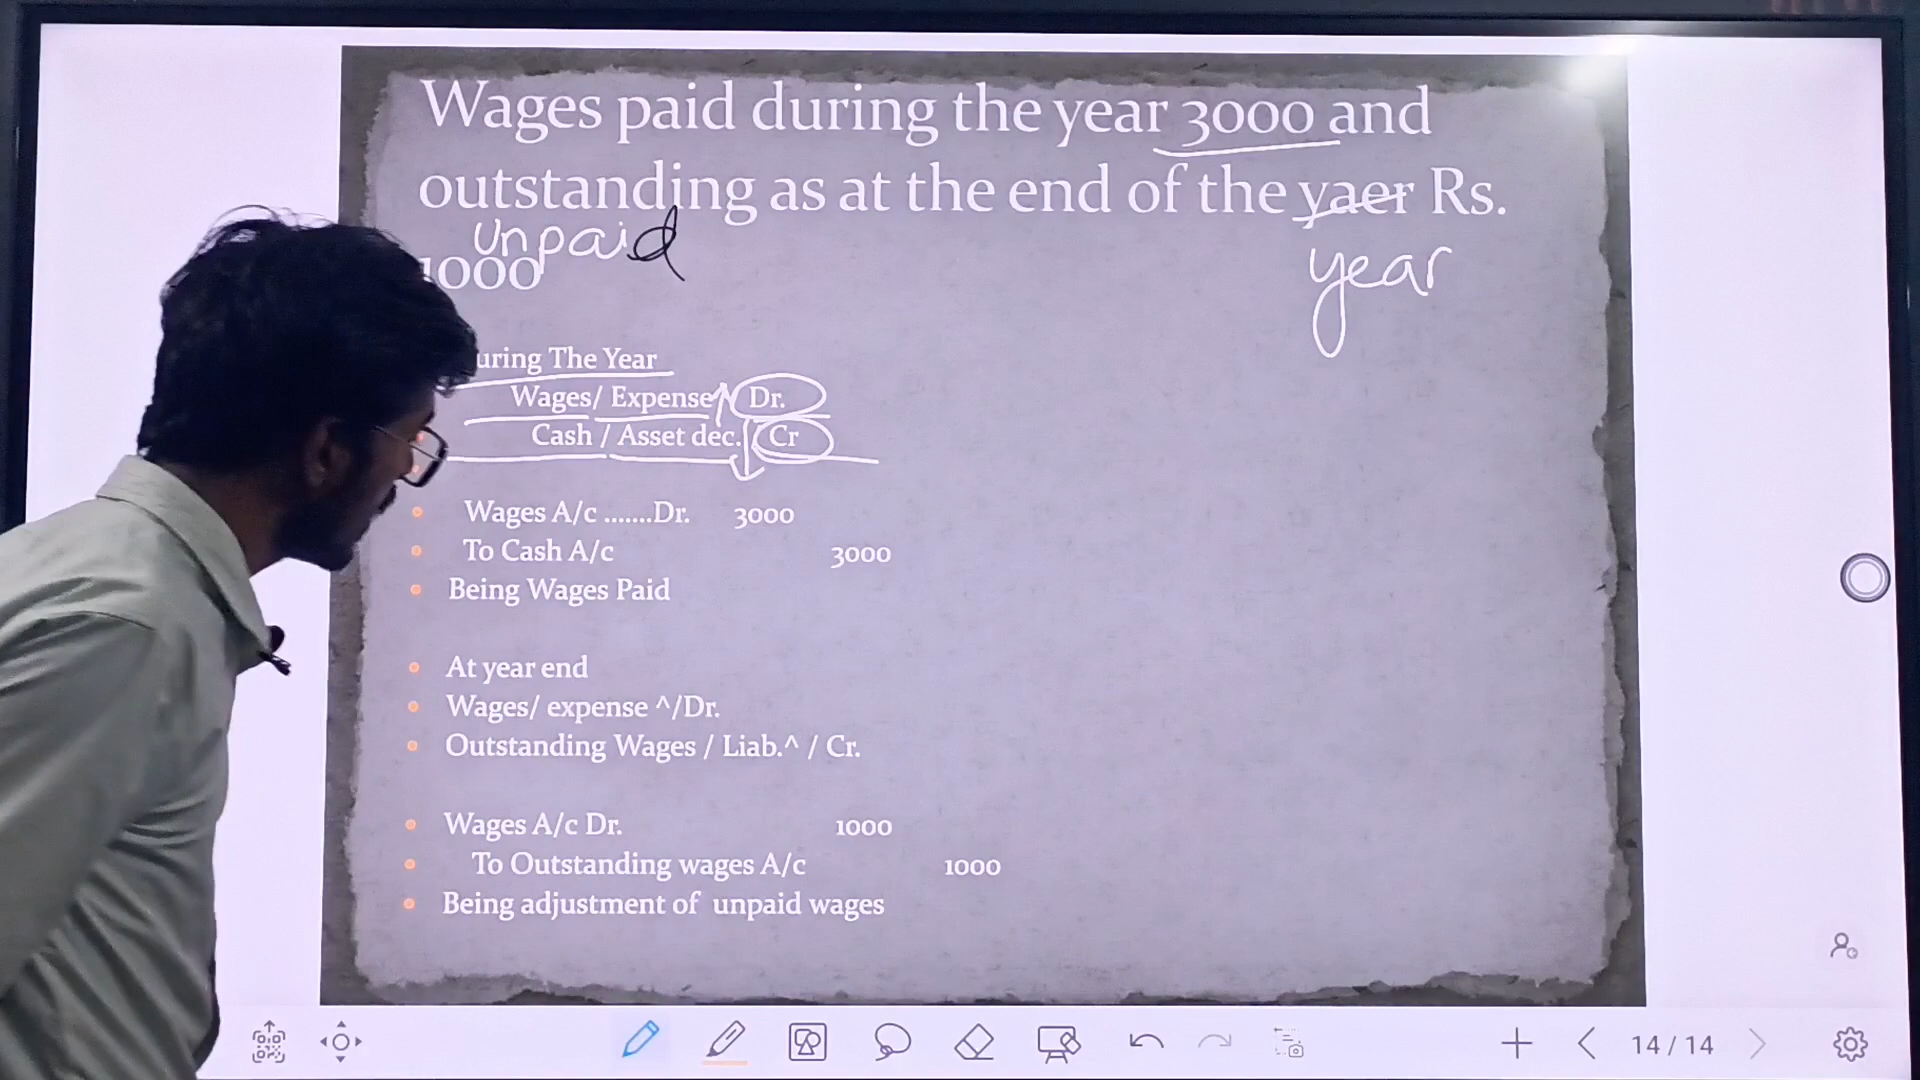 Wages paid during the year 3000 and
outstanding as at the end of the yaer Rs.
unpaid
year
1000
uring The Year
Wages/ Expense Dr.
Cash / Asset dec. Cr
Wages A/c .......Dr. 3000
To Cash A/c 3000
Being Wages Paid
At year end
Wages/ expense ^/Dr.
Outstanding Wages / Liab.^ / Cr.
Wages A/c Dr. 1000
To Outstanding wages A/c 1000
Being adjustment of unpaid wages
14 / 14